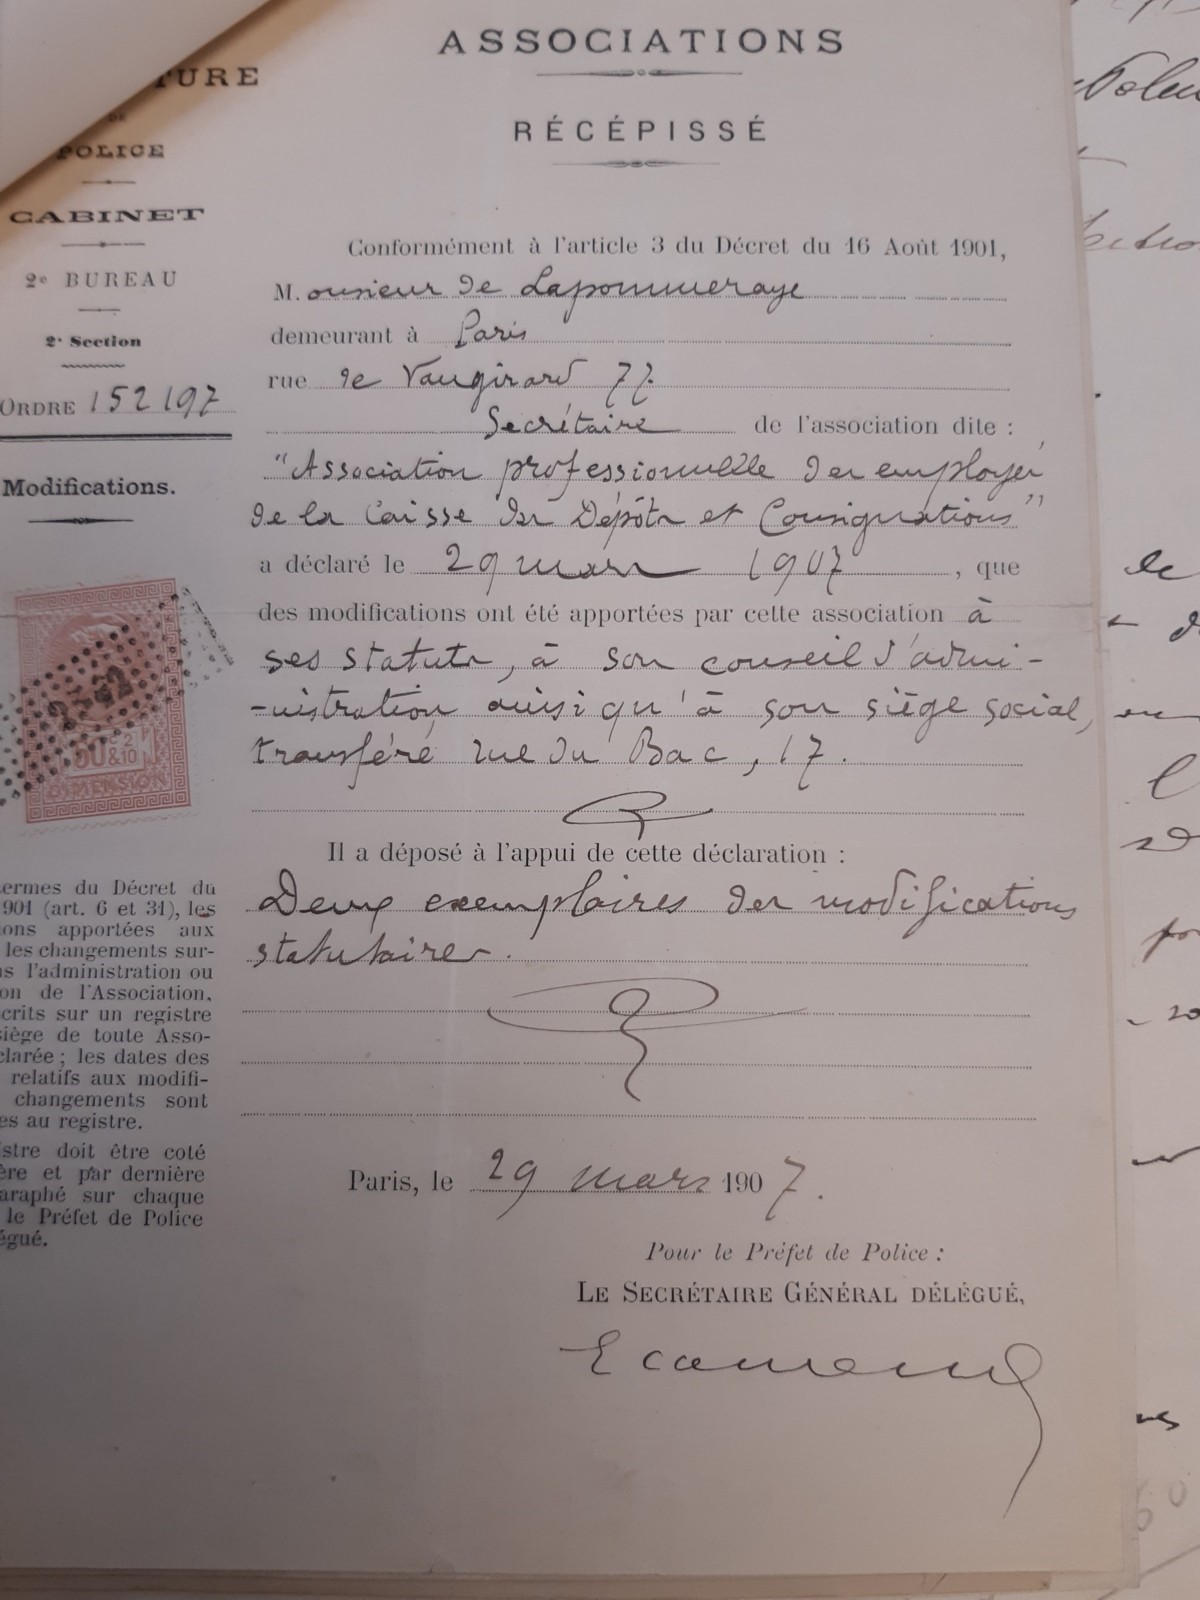 ASSOCIATIONS
RÉCÉPISSÉ
TURE
DE
POLICE
CABINET
2e BUREAU
2e Section
ORDRE 152197
Modifications.
Conformément à l'article 3 du Décret du 16 Août 1901,
M. onsieur de Lapommeraye
demeurant à Paris
rue de Vaugirard 77
Secrétaire de l'association dite :
"Association professionnelle des employés
de la Caisse des Dépôts et Consignations"
a déclaré le 29 mars 1907, que
des modifications ont été apportées par cette association à
ses statuts, à son conseil d'admi-
-nistration ainsi qu'à son siège social,
transféré rue du Bac, 17.
Il a déposé à l'appui de cette déclaration :
Deux exemplaires des modifications
statutaires.
Paris, le 29 mars 1907.
Pour le Préfet de Police :
LE SECRÉTAIRE GÉNÉRAL DÉLÉGUÉ,
2/10
DIMENSION
ermes du Décret du
901 (art. 6 et 31), les
ons apportées aux
les changements sur-
ns l'administration ou
on de l'Association,
crits sur un registre
siège de toute Asso-
clarée ; les dates des
relatifs aux modifi-
changements sont
es au registre.
stre doit être coté
ère et par dernière
araphé sur chaque
le Préfet de Police
égué.